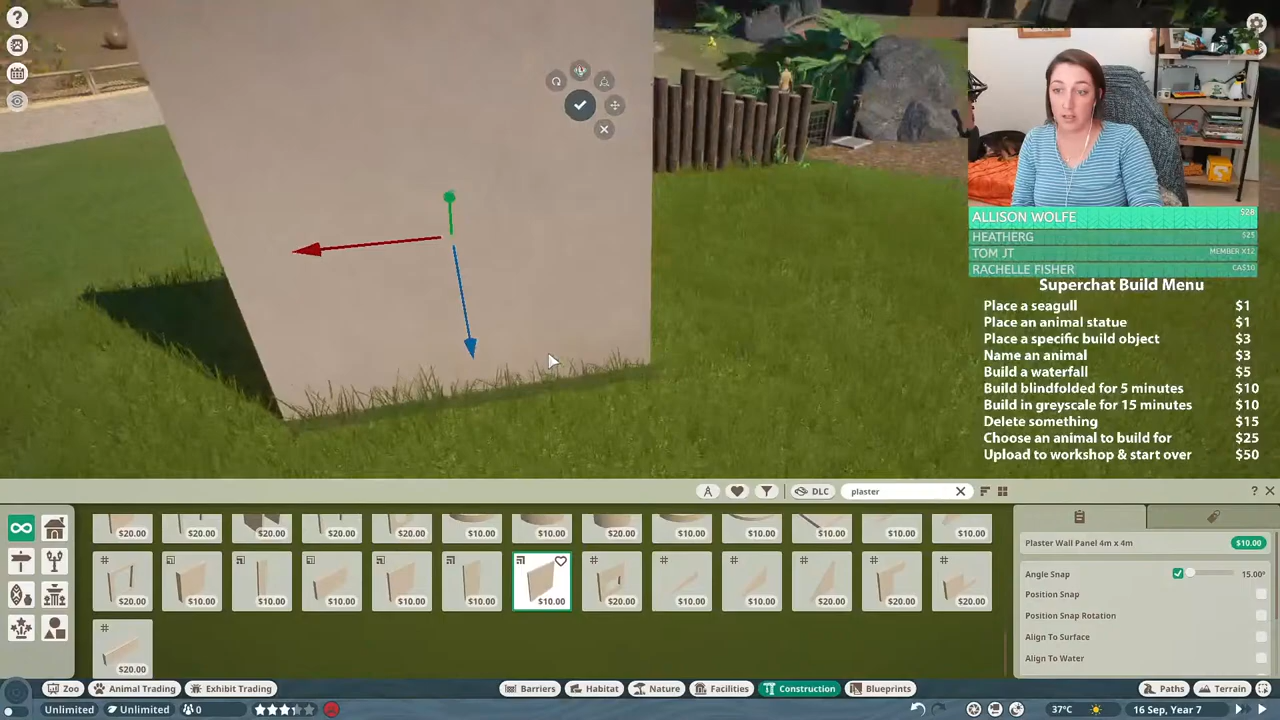 ALLISON WOLFE $28
HEATHERG $25
TOM JT MEMBER X12
RACHELLE FISHER CA$10
Superchat Build Menu
Place a seagull $1
Place an animal statue $1
Place a specific build object $3
Name an animal $3
Build a waterfall $5
Build blindfolded for 5 minutes $10
Build in greyscale for 15 minutes $10
Delete something $15
Choose an animal to build for $25
Upload to workshop & start over $50
DLC plaster ?
$20.00 $20.00 $20.00 $20.00 $20.00 $10.00 $10.00 $20.00 $10.00 $10.00 $20.00 $10.00 $10.00
Plaster Wall Panel 4m x 4m $10.00
Angle Snap 15.00°
Position Snap
Position Snap Rotation
Align To Surface
Align To Water
$20.00 $10.00 $10.00 $10.00 $10.00 $10.00 $10.00 $20.00 $10.00 $10.00 $20.00 $20.00 $20.00
$20.00
Zoo Animal Trading Exhibit Trading Barriers Habitat Nature Facilities Construction Blueprints Paths Terrain
Unlimited Unlimited 0 37°C 16 Sep, Year 7